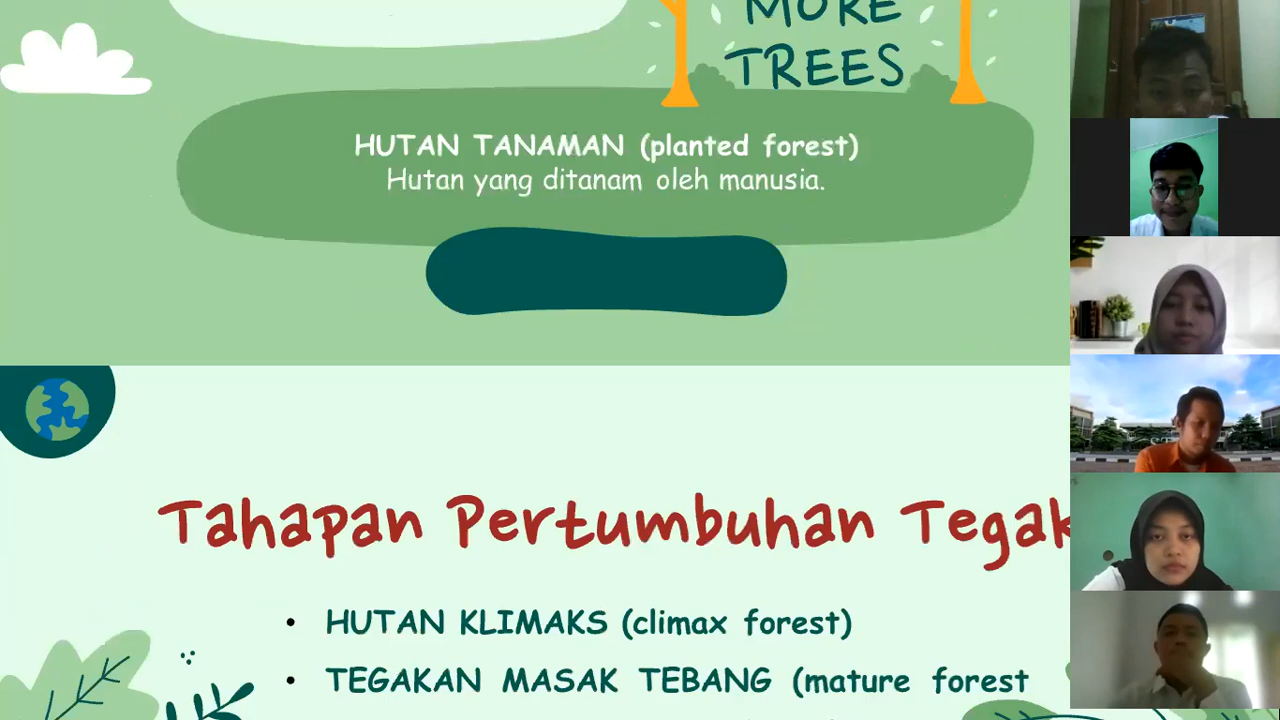 MORE
TREES
HUTAN TANAMAN (planted forest)
Hutan yang ditanam oleh manusia.
Tahapan Pertumbuhan Tegak
• HUTAN KLIMAKS (climax forest)
• TEGAKAN MASAK TEBANG (mature forest